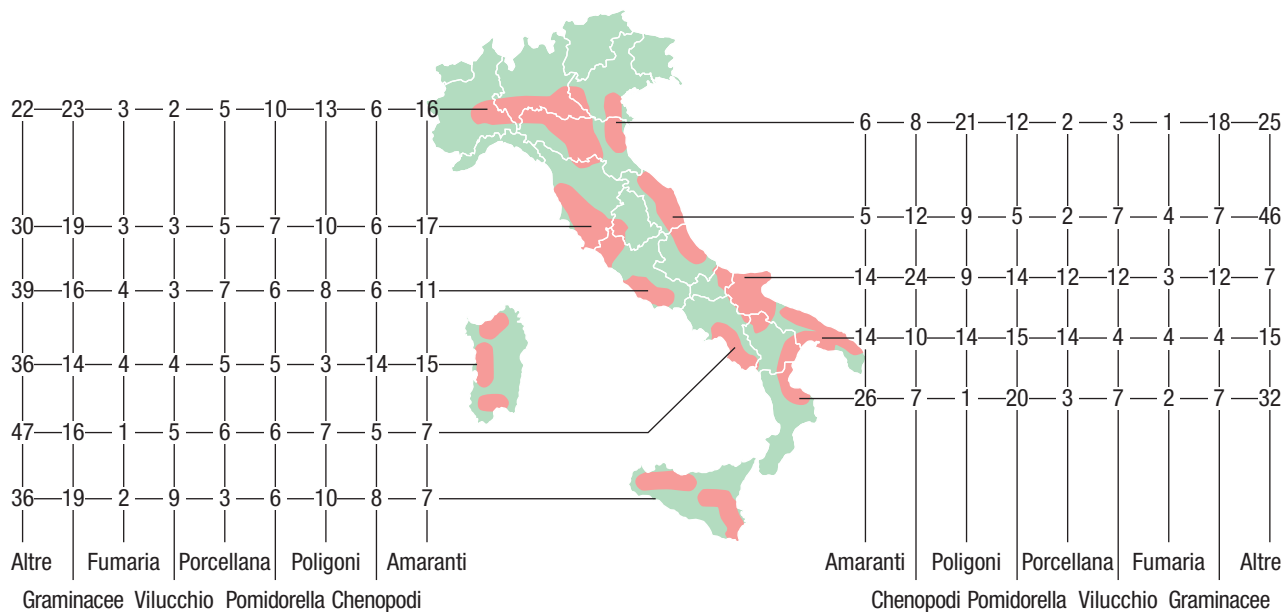 22 23 3 2 5 10 13 6 16
6 8 21 12 2 3 1 18 25
30 19 3 3 5 7 10 6 17
5 12 9 5 2 7 4 7 46
14 24 9 14 12 12 3 12 7
39 16 4 3 7 6 8 6 11
14 10 14 15 14 4 4 4 15
36 14 4 4 5 5 3 14 15
26 7 1 20 3 7 2 7 32
47 16 1 5 6 6 7 5 7
36 19 2 9 3 6 10 8 7
Altre Fumaria Porcellana Poligoni Amaranti
Graminacee Vilucchio Pomidorella Chenopodi
Amaranti Poligoni Porcellana Fumaria Altre
Chenopodi Pomidorella Vilucchio Graminacee